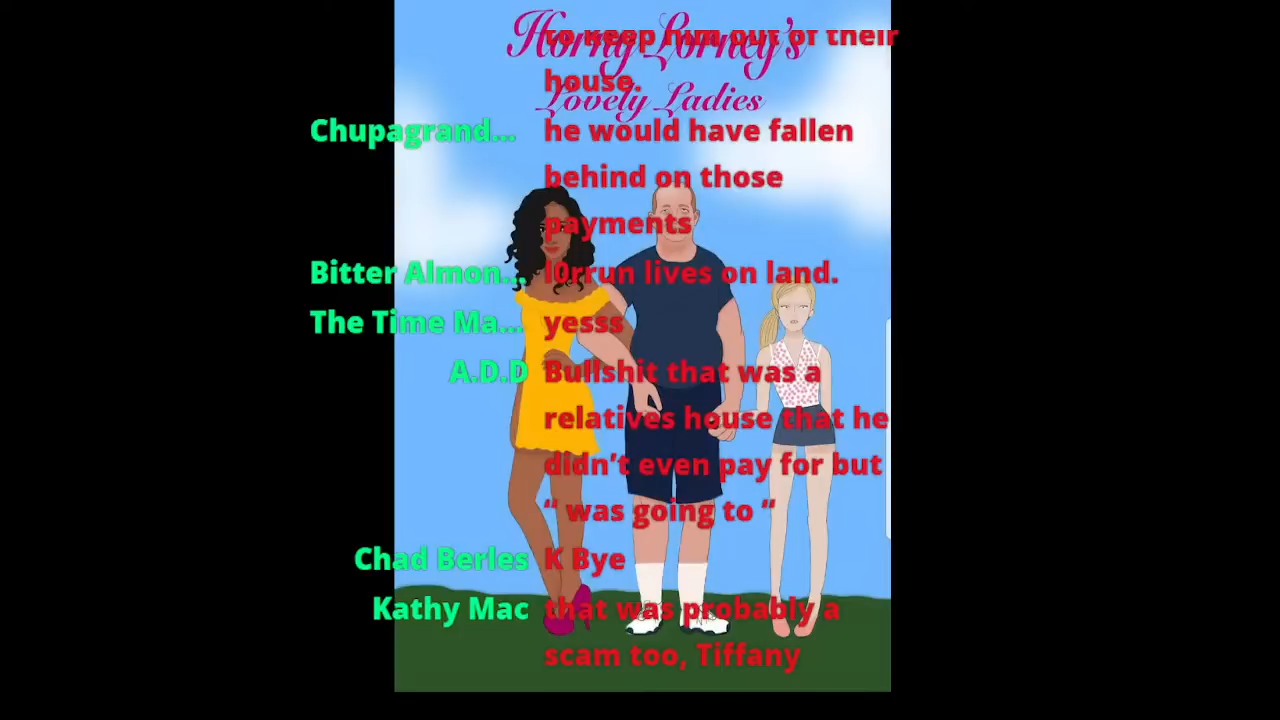 Horny Lorney's
to keep him out of their
house.
Lovely Ladies
Chupagrand... he would have fallen
behind on those
payments
Bitter Almon... l0rrun lives on land.
The Time Ma... yesss
A.D.D Bullshit that was a
relatives house that he
didn't even pay for but
“ was going to “
Chad Berles K Bye
Kathy Mac that was probably a
scam too, Tiffany